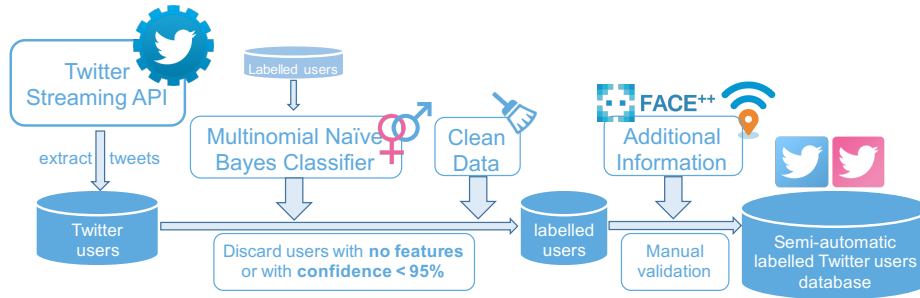 Twitter
Streaming API
extract tweets
Twitter
users
Labelled users
Multinomial Naïve
Bayes Classifier
Discard users with no features
or with confidence < 95%
Clean
Data
labelled
users
FACE++
Additional
Information
Manual
validation
Semi-automatic
labelled Twitter users
database